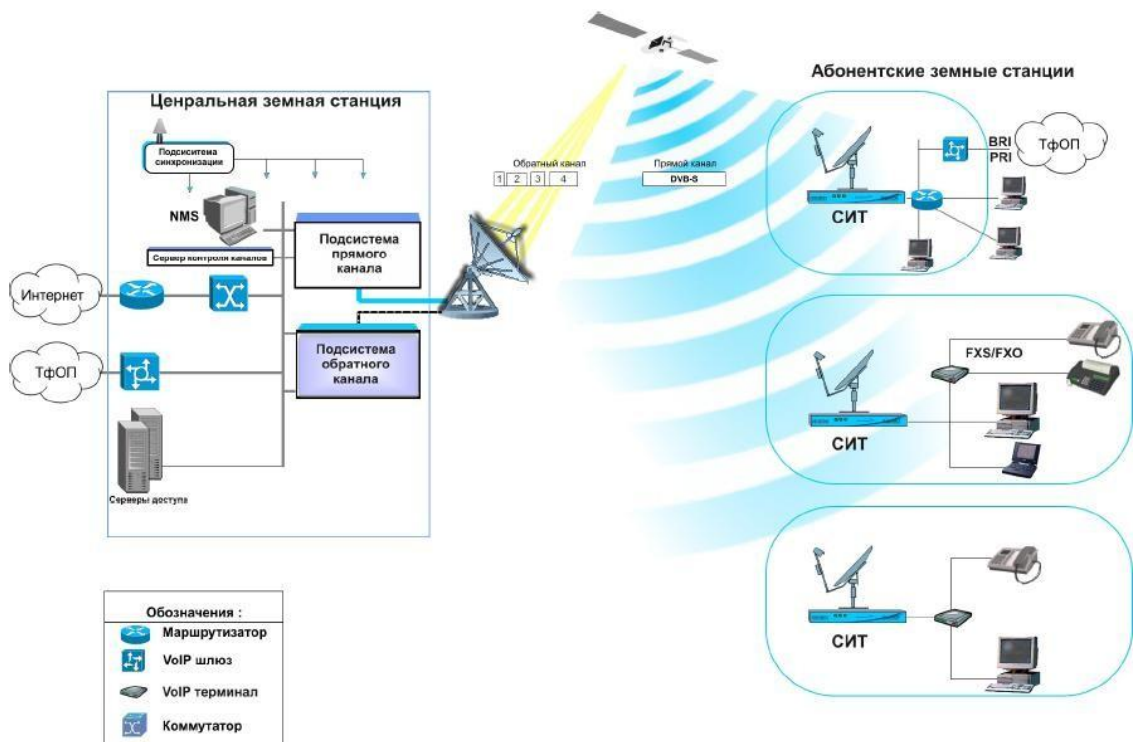 Ценральная земная станция
Подсиситема
синхронизации
NMS
Сервер контроля каналов
Подсистема
прямого
канала
Интернет
Подсистема
обратного
канала
ТфОП
Серверы доступа
Обратный канал
1 2 3 4
Прямой канал
DVB-S
Абонентские земные станции
BRI
PRI
ТфОП
СИТ
FXS/FXO
СИТ
СИТ
Обозначения :
Маршрутизатор
VoIP шлюз
VoIP терминал
Коммутатор